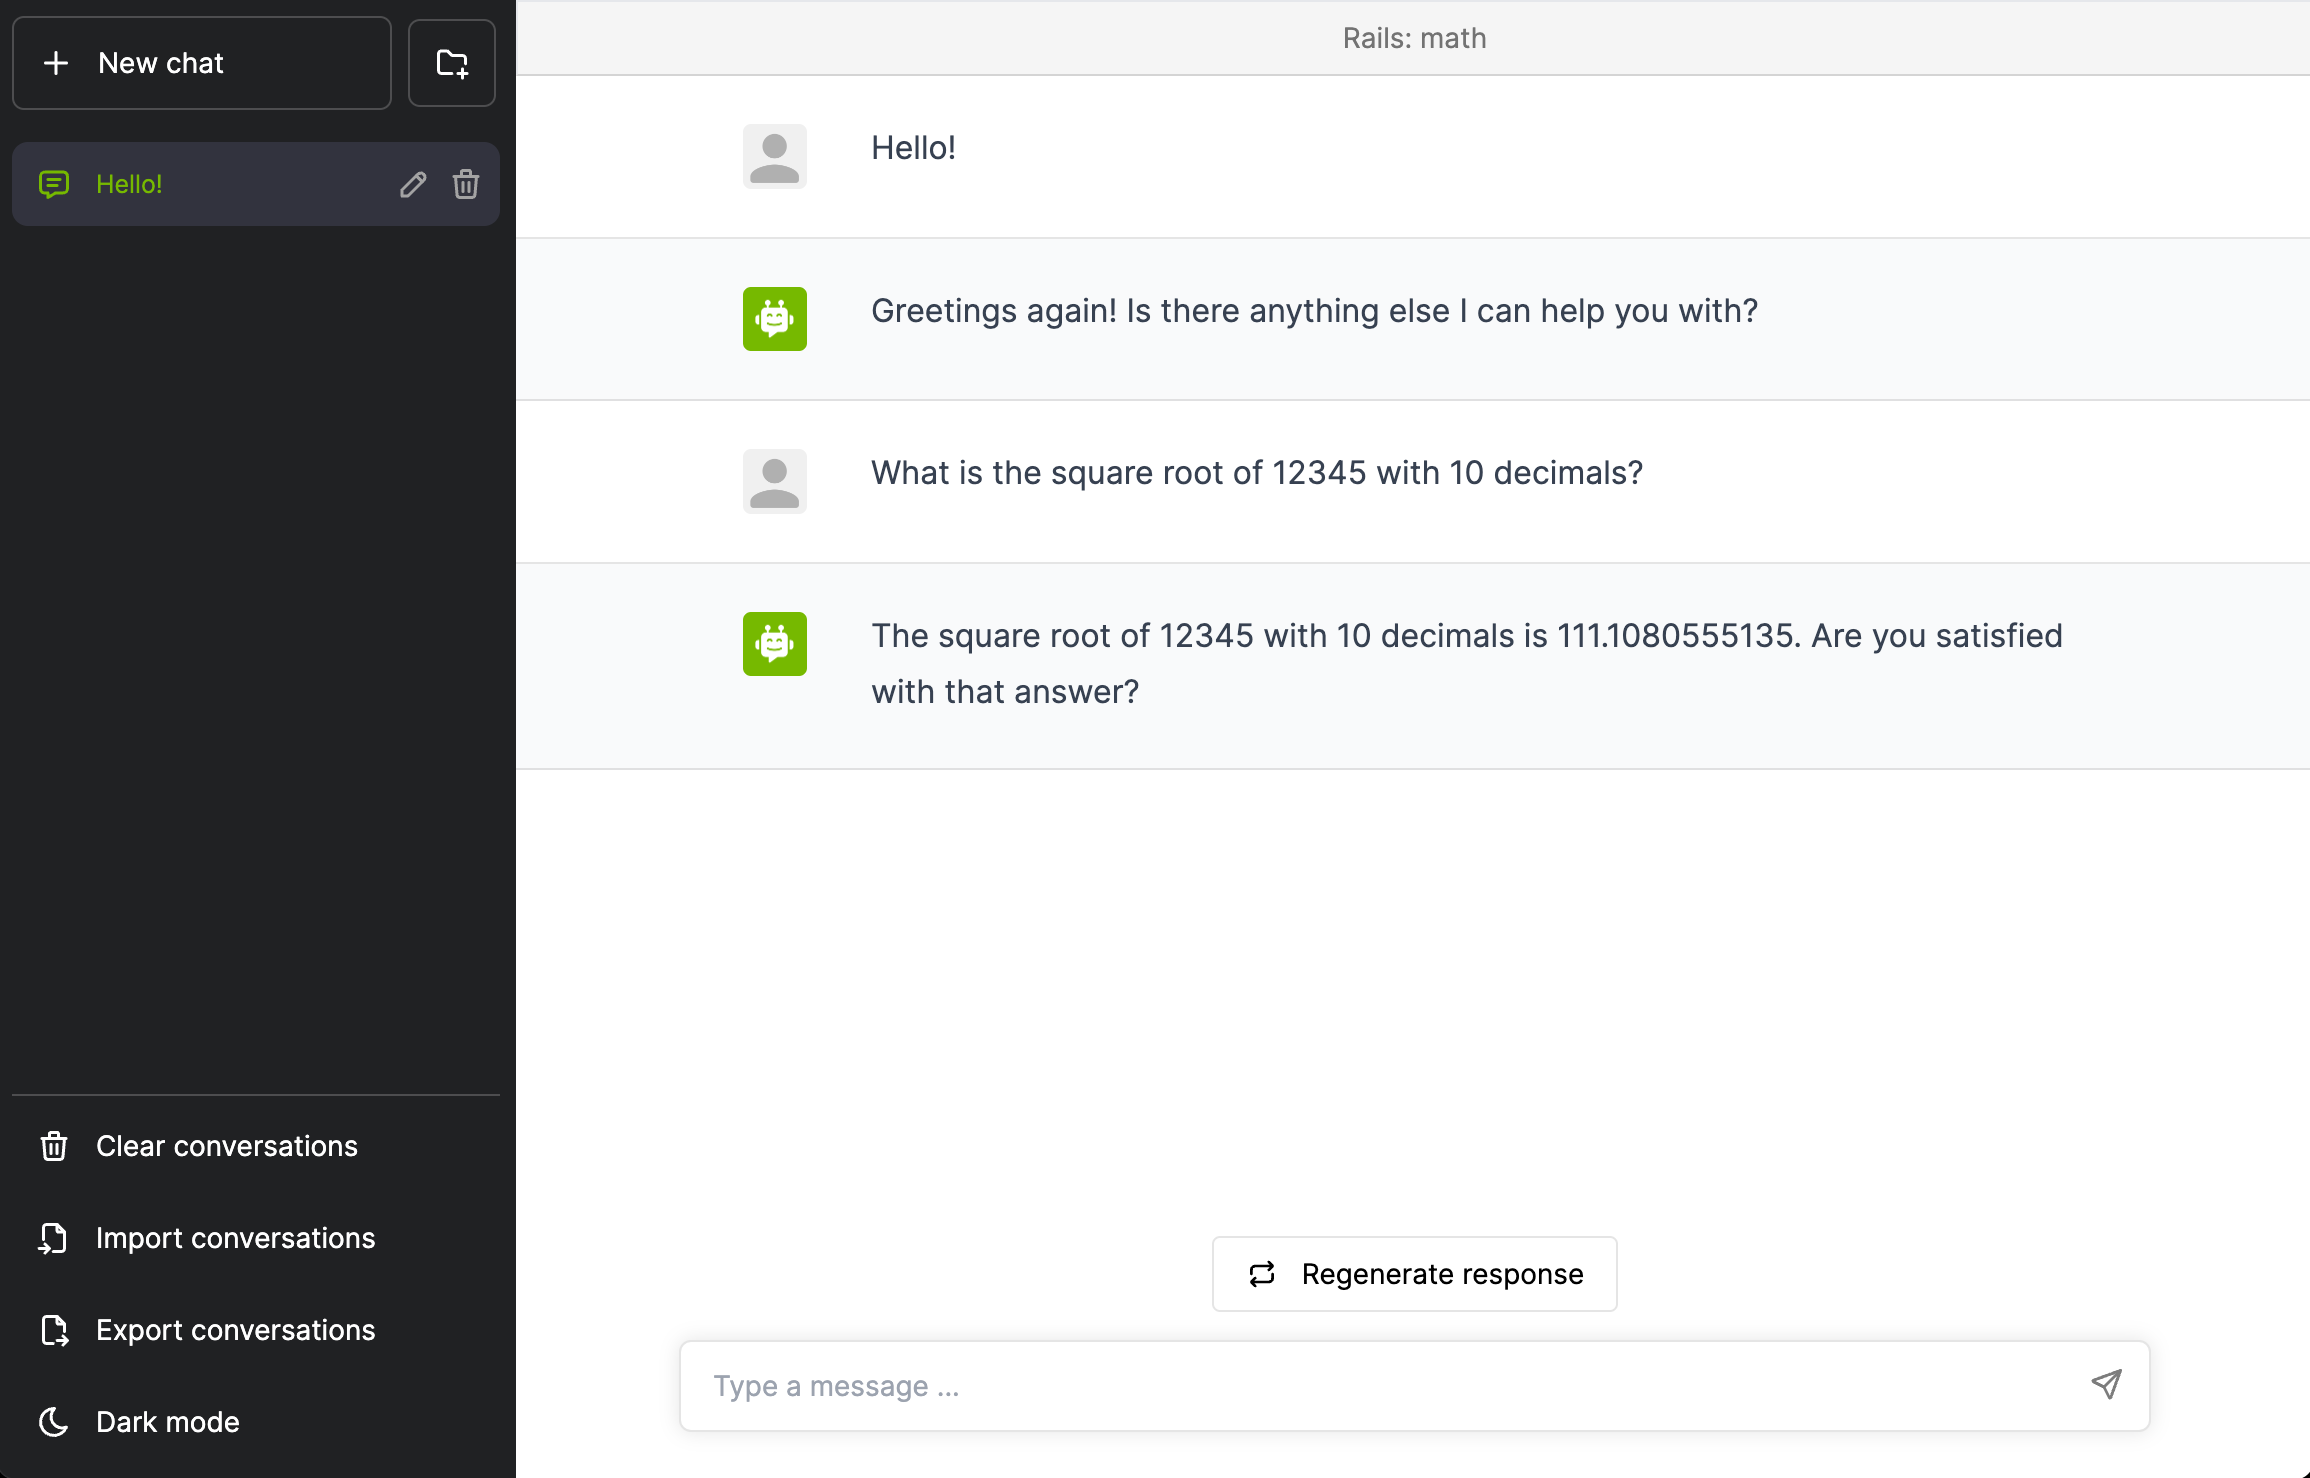 New chat
Hello!
Clear conversations
Import conversations
Export conversations
Dark mode
Rails: math
Hello!
Greetings again! Is there anything else I can help you with?
What is the square root of 12345 with 10 decimals?
The square root of 12345 with 10 decimals is 111.1080555135. Are you satisfied
with that answer?
Regenerate response
Type a message ...